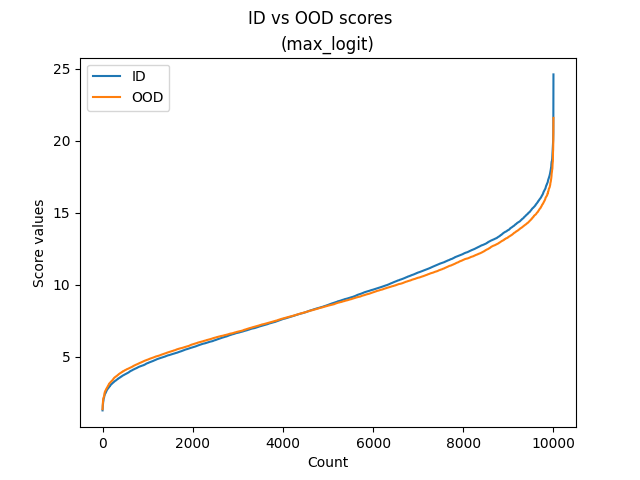 ID vs OOD scores
(max_logit)
25
20
15
10
5
Score values
ID
OOD
0 2000 4000 6000 8000 10000
Count